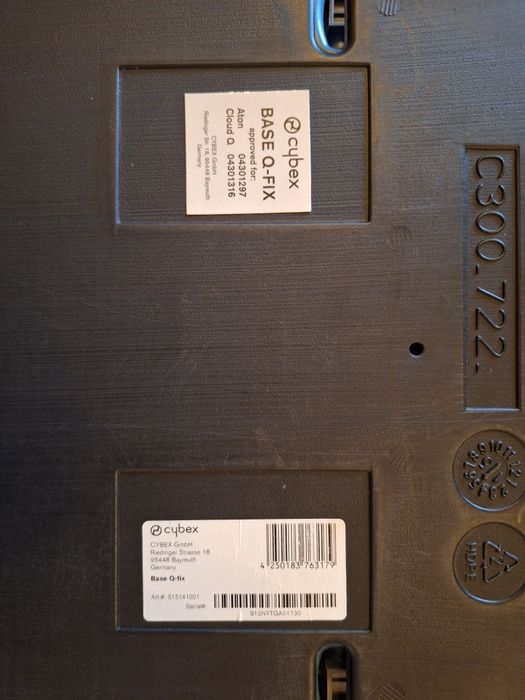 cybex
BASE Q-FIX
approved for:
Aton 04301297
Cloud Q 04301316
CYBEX GmbH
Riedinger Str. 18, 95448 Bayreuth
Germany
C300.722.
cybex
CYBEX GmbH
Riedinger Strasse 18
95448 Bayreuth
Germany
Base Q-fix
Art.#: 515141001
Serial#:
4 250183 763179
S12NYTGA01730
HDPE